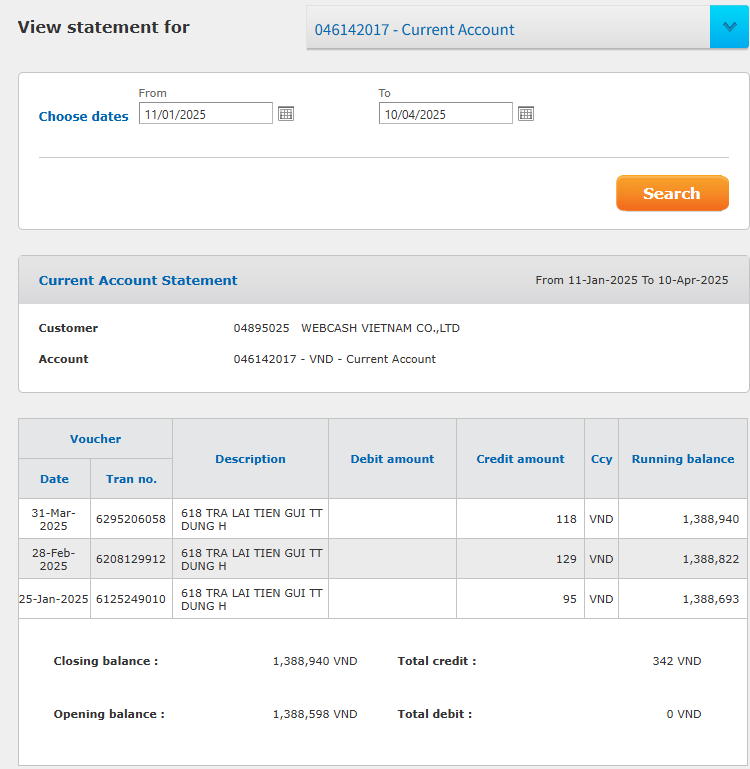 View statement for
046142017 - Current Account
From
To
Choose dates
11/01/2025
10/04/2025
Search
Current Account Statement
From 11-Jan-2025 To 10-Apr-2025
Customer
04895025 WEBCASH VIETNAM CO.,LTD
Account
046142017 - VND - Current Account
Voucher
Description
Debit amount
Credit amount
Ccy
Running balance
Date
Tran no.
31-Mar-
2025
6295206058
618 TRA LAI TIEN GUI TT
DUNG H
118
VND
1,388,940
28-Feb-
2025
6208129912
618 TRA LAI TIEN GUI TT
DUNG H
129
VND
1,388,822
25-Jan-2025
6125249010
618 TRA LAI TIEN GUI TT
DUNG H
95
VND
1,388,693
Closing balance :
1,388,940 VND
Total credit :
342 VND
Opening balance :
1,388,598 VND
Total debit :
0 VND